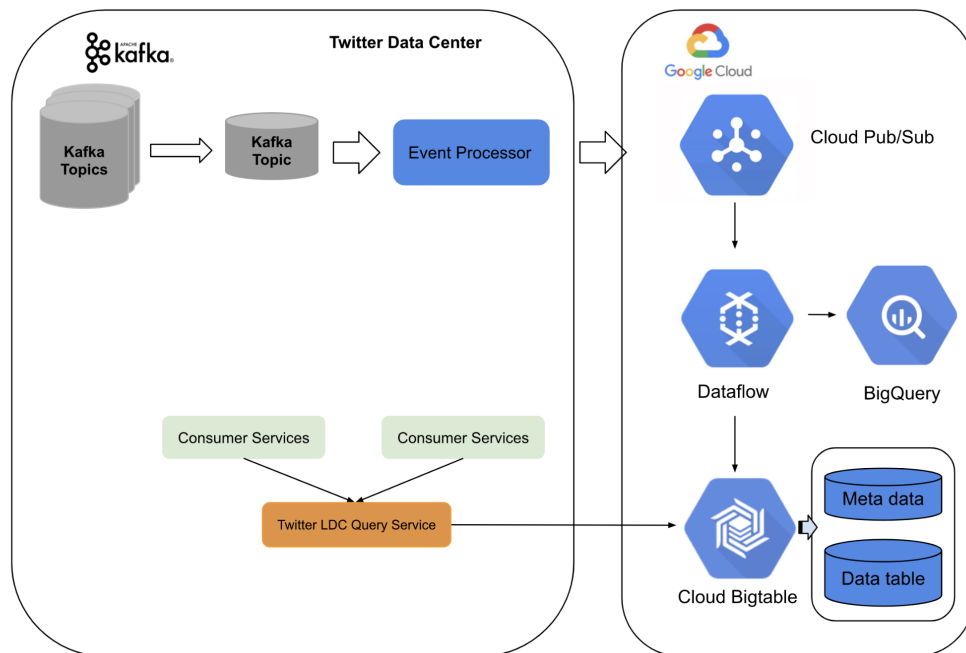 APACHE
kafka®
Twitter Data Center
Google Cloud
Kafka
Topics
Kafka
Topic
Event Processor
Cloud Pub/Sub
Dataflow
BigQuery
Consumer Services
Consumer Services
Twitter LDC Query Service
Cloud Bigtable
Meta data
Data table